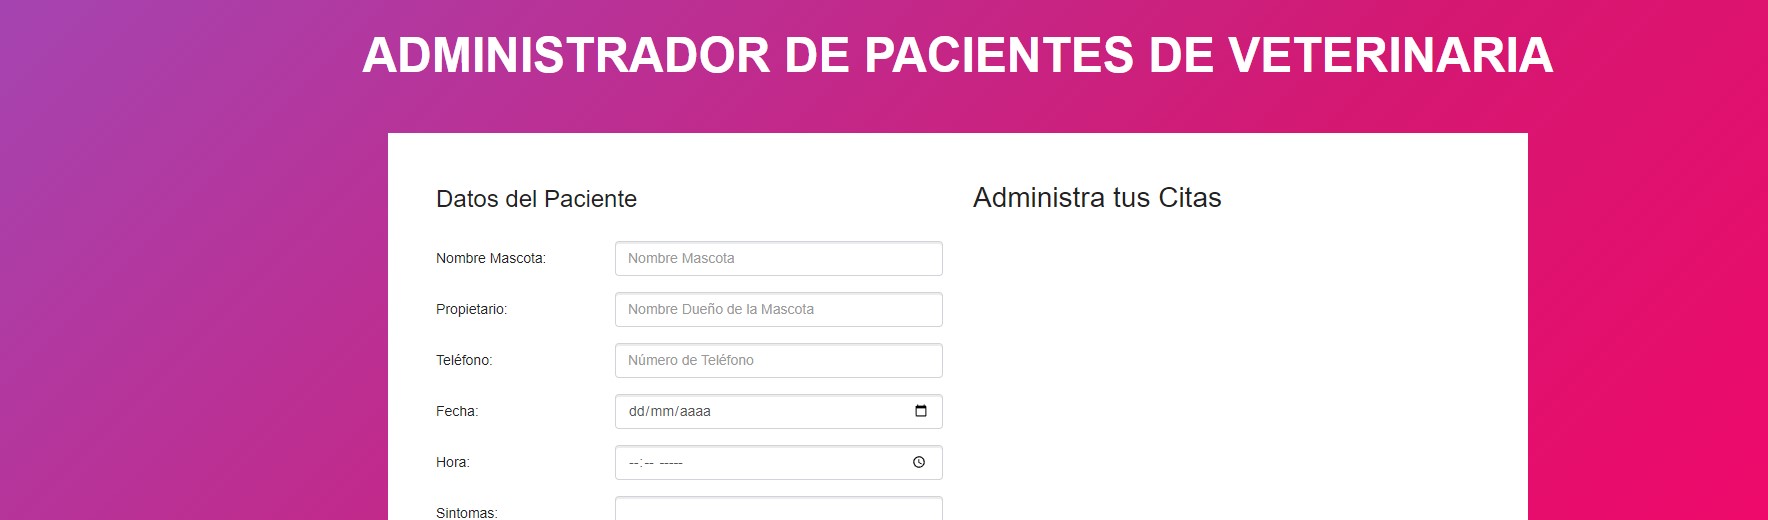 ADMINISTRADOR DE PACIENTES DE VETERINARIA
Datos del Paciente
Nombre Mascota: Nombre Mascota
Propietario: Nombre Dueño de la Mascota
Teléfono: Número de Teléfono
Fecha: dd/mm/aaaa
Hora: --:-- -----
Sintomas:
Administra tus Citas